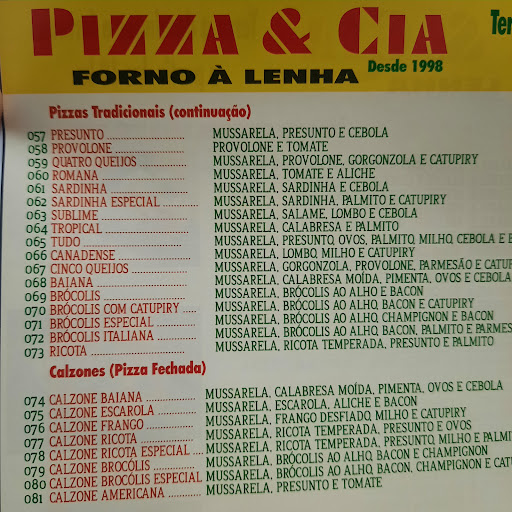 PIZZA & CIA
FORNO À LENHA
Desde 1998
Pizzas Tradicionais (continuação)
057 PRESUNTO ........................ MUSSARELA, PRESUNTO E CEBOLA
058 PROVOLONE ........................ PROVOLONE E TOMATE
059 QUATRO QUEIJOS .............. MUSSARELA, PROVOLONE, GORGONZOLA E CATUPIRY
060 ROMANA ........................ MUSSARELA, TOMATE E ALICHE
061 SARDINHA ........................ MUSSARELA, SARDINHA E CEBOLA
062 SARDINHA ESPECIAL ............ MUSSARELA, SARDINHA, PALMITO E CATUPIRY
063 SUBLIME ........................ MUSSARELA, SALAME, LOMBO E CEBOLA
064 TROPICAL ........................ MUSSARELA, CALABRESA E PALMITO
065 TUDO ........................ MUSSARELA, PRESUNTO, OVOS, PALMITO, MILHO, CEBOLA E
066 CANADENSE ........................ MUSSARELA, LOMBO, MILHO E CATUPIRY
067 CINCO QUEIJOS .............. MUSSARELA, GORGONZOLA, PROVOLONE, PARMESÃO E CATU
068 BAIANA ........................ MUSSARELA, CALABRESA MOÍDA, PIMENTA, OVOS E CEBOLA
069 BRÓCOLIS ........................ MUSSARELA, BRÓCOLIS AO ALHO E BACON
070 BRÓCOLIS COM CATUPIRY .... MUSSARELA, BRÓCOLIS AO ALHO, BACON E CATUPIRY
071 BRÓCOLIS ESPECIAL .............. MUSSARELA, BRÓCOLIS AO ALHO, CHAMPIGNON E BACON
072 BRÓCOLIS ITALIANA .............. MUSSARELA, BRÓCOLIS AO ALHO, BACON, PALMITO E PARMES
073 RICOTA ........................ MUSSARELA, RICOTA TEMPERADA, PRESUNTO E PALMITO
Calzones (Pizza Fechada)
074 CALZONE BAIANA .............. MUSSARELA, CALABRESA MOÍDA, PIMENTA, OVOS E CEBOLA
075 CALZONE ESCAROLA ............ MUSSARELA, ESCAROLA, ALICHE E BACON
076 CALZONE FRANGO .............. MUSSARELA, FRANGO DESFIADO, MILHO E CATUPIRY
077 CALZONE RICOTA .............. MUSSARELA, RICOTA TEMPERADA, PRESUNTO E OVOS
078 CALZONE RICOTA ESPECIAL .... MUSSARELA, RICOTA TEMPERADA, PRESUNTO, MILHO E PALMI
079 CALZONE BROCÓLIS ............ MUSSARELA, BRÓCOLIS AO ALHO, BACON E CHAMPIGNON
080 CALZONE BROCÓLIS ESPECIAL MUSSARELA, BRÓCOLIS AO ALHO, BACON, CHAMPIGNON E CAT
081 CALZONE AMERICANA ........... MUSSARELA, PRESUNTO E TOMATE